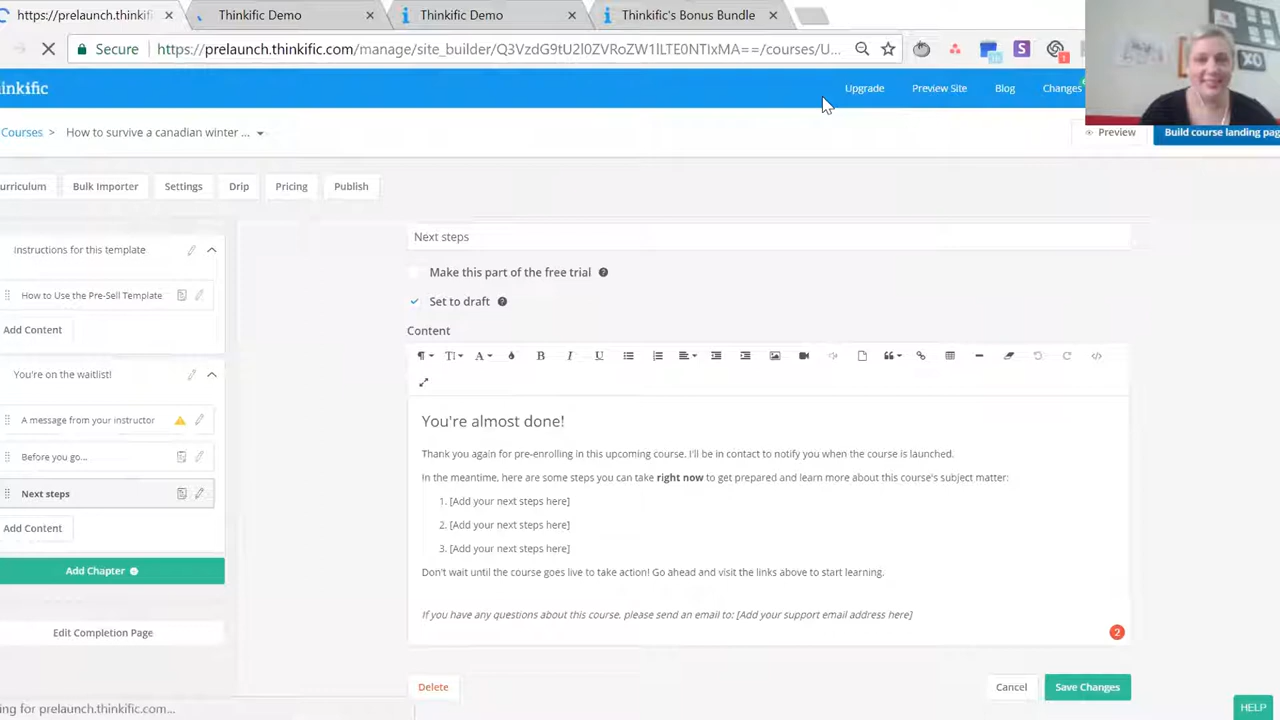 https://prelaunch.thinkific
Thinkific Demo
Thinkific Demo
Thinkific's Bonus Bundle
Secure
https://prelaunch.thinkific.com/manage/site_builder/Q3VzdG9tU2l0ZVRoZW1lLTE0NTIxMA==/courses/U...
S
1
XO
inkific
Upgrade
Preview Site
Blog
Changes
Courses > How to survive a canadian winter ...
Preview
Build course landing pag
urriculum
Bulk Importer
Settings
Drip
Pricing
Publish
Instructions for this template
How to Use the Pre-Sell Template
Add Content
You're on the waitlist!
A message from your instructor
Before you go...
Next steps
Add Content
Add Chapter
Edit Completion Page
Next steps
Make this part of the free trial
Set to draft
Content
You're almost done!
Thank you again for pre-enrolling in this upcoming course. I'll be in contact to notify you when the course is launched.
In the meantime, here are some steps you can take right now to get prepared and learn more about this course's subject matter:
1. [Add your next steps here]
2. [Add your next steps here]
3. [Add your next steps here]
Don't wait until the course goes live to take action! Go ahead and visit the links above to start learning.
If you have any questions about this course, please send an email to: [Add your support email address here]
2
Delete
Cancel
Save Changes
ng for prelaunch.thinkific.com...
HELP